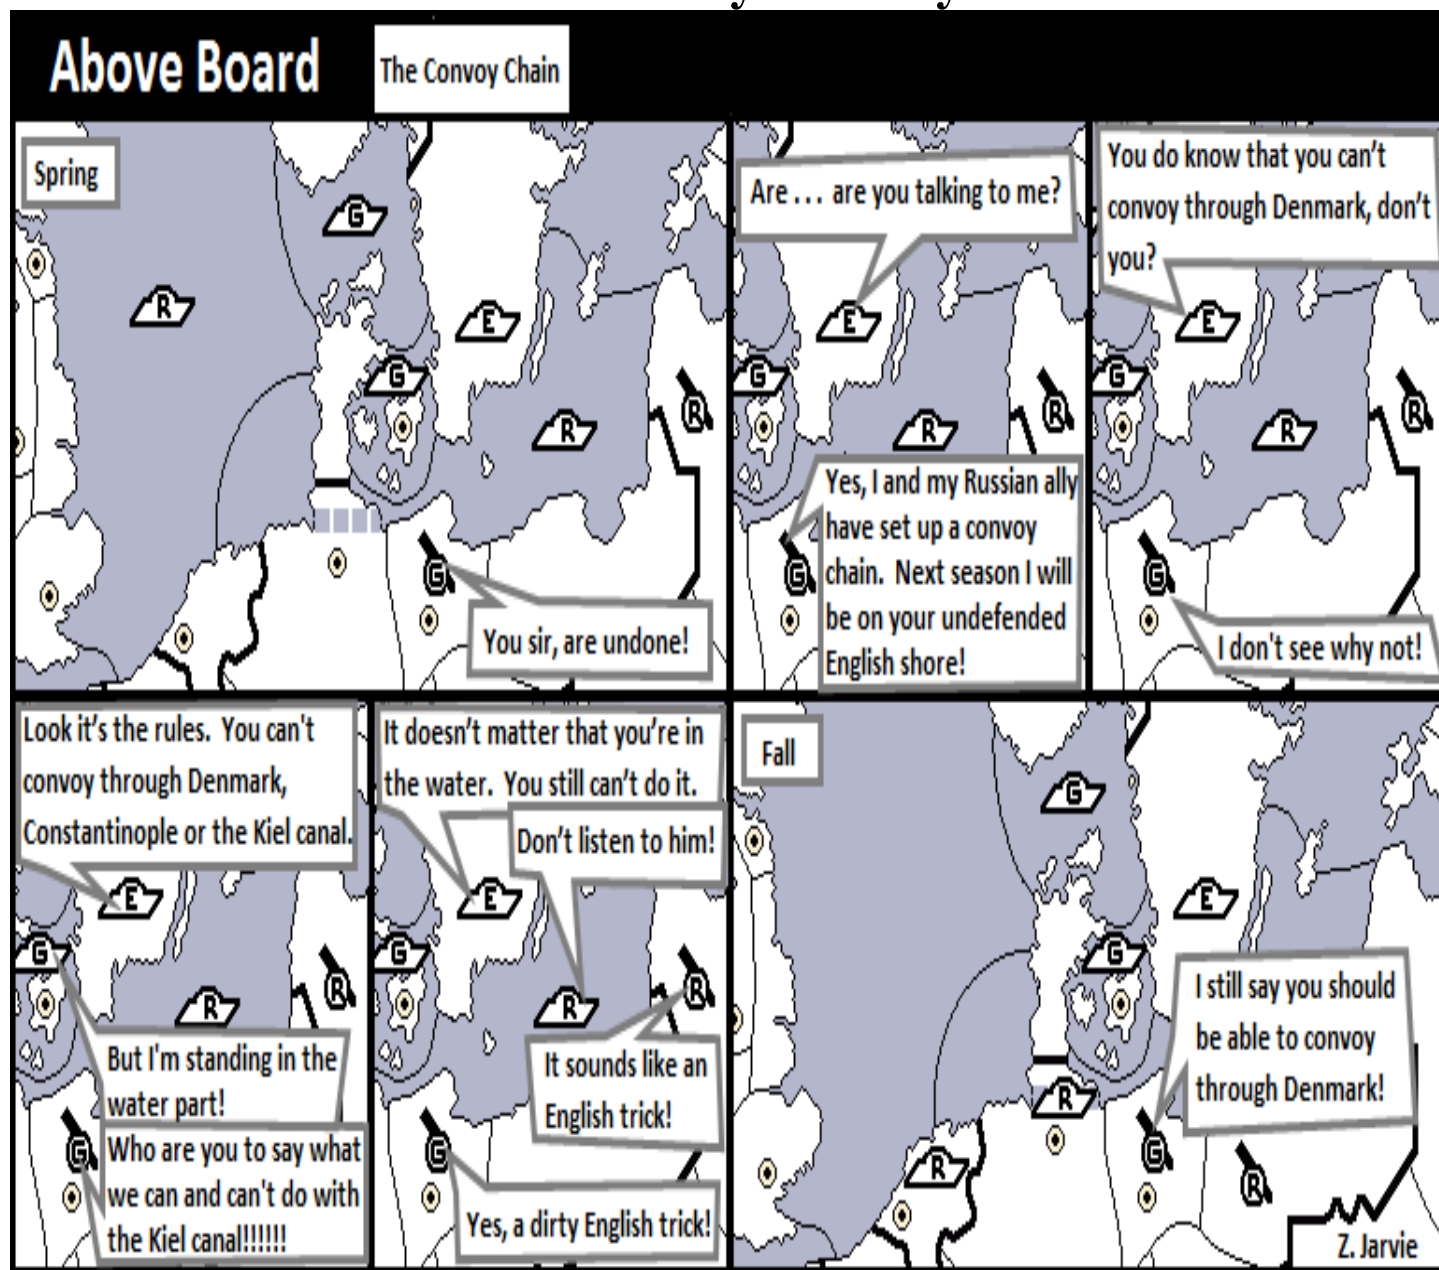 Above Board
The Convoy Chain
Spring
G
R
E
G
R
R
G
You sir, are undone!
Are ... are you talking to me?
E
G
R
R
G
Yes, I and my Russian ally
have set up a convoy
chain. Next season I will
be on your undefended
English shore!
You do know that you can't
convoy through Denmark, don't
you?
E
G
R
R
G
I don't see why not!
Look it's the rules. You can't
convoy through Denmark,
Constantinople or the Kiel canal.
E
G
R
R
But I'm standing in the
water part!
G
Who are you to say what
we can and can't do with
the Kiel canal!!!!!!
It doesn't matter that you're in
the water. You still can't do it.
Don't listen to him!
E
G
R
R
It sounds like an
English trick!
G
Yes, a dirty English trick!
Fall
G
E
G
I still say you should
be able to convoy
through Denmark!
R
G
R
R
Z. Jarvie